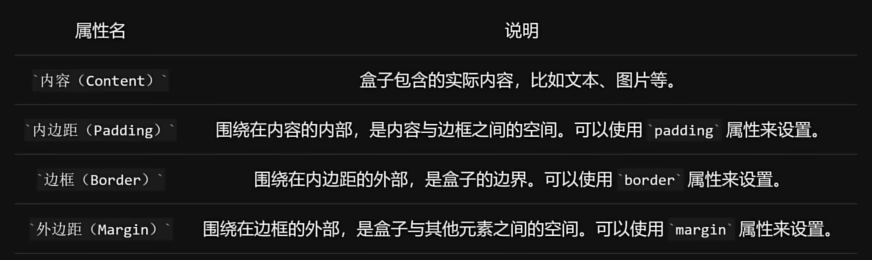 属性名 说明
`内容（Content）` 盒子包含的实际内容，比如文本、图片等。
`内边距（Padding）` 围绕在内容的内部，是内容与边框之间的空间。可以使用 `padding` 属性来设置。
`边框（Border）` 围绕在内边距的外部，是盒子的边界。可以使用 `border` 属性来设置。
`外边距（Margin）` 围绕在边框的外部，是盒子与其他元素之间的空间。可以使用 `margin` 属性来设置。